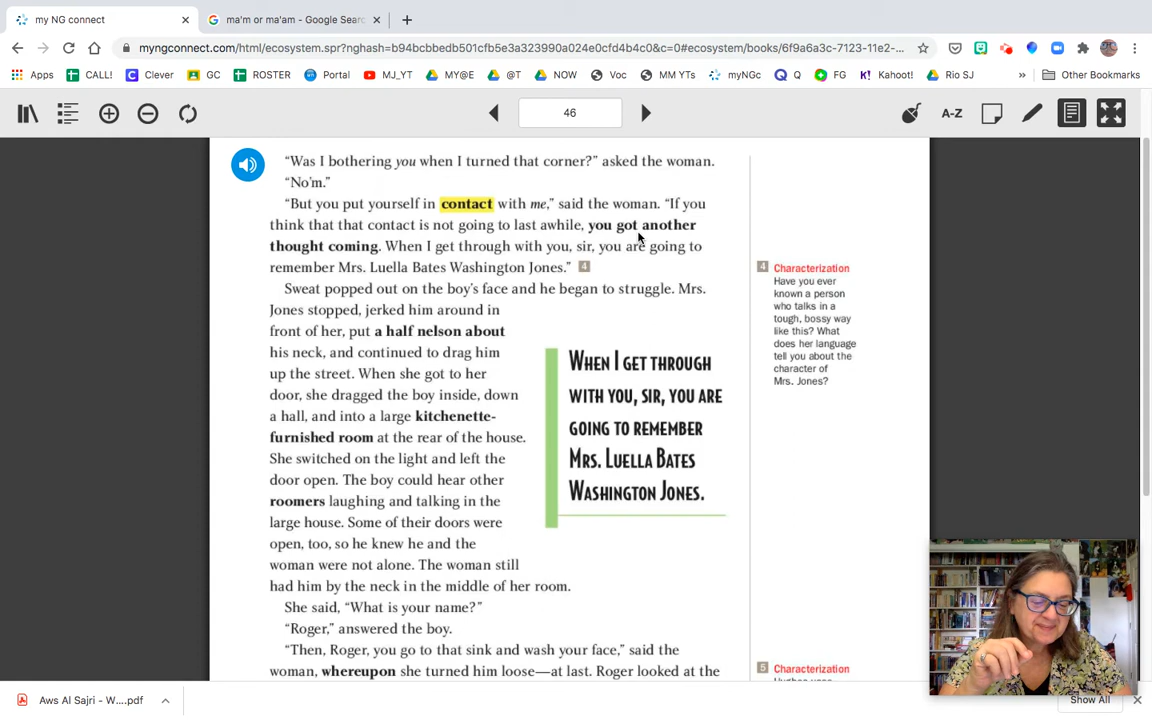 my NG connect
ma'm or ma'am - Google Searc
myngconnect.com/html/ecosystem.spr?nghash=b94bcbbedb501cfb5e3a323990a024e0cfd4b4c0&c=0#ecosystem/books/6f9a6a3c-7123-11e2-...
Apps CALL! Clever GC ROSTER Portal MJ_YT MY@E @T NOW Voc MM YTs myNGc Q FG Kahoot! Rio SJ » Other Bookmarks
46
A-Z
“Was I bothering you when I turned that corner?” asked the woman.
“No’m.”
“But you put yourself in contact with me,” said the woman. “If you
think that that contact is not going to last awhile, you got another
thought coming. When I get through with you, sir, you are going to
remember Mrs. Luella Bates Washington Jones.” 4
Sweat popped out on the boy’s face and he began to struggle. Mrs.
Jones stopped, jerked him around in
front of her, put a half nelson about
his neck, and continued to drag him
up the street. When she got to her
door, she dragged the boy inside, down
a hall, and into a large kitchenette-
furnished room at the rear of the house.
She switched on the light and left the
door open. The boy could hear other
roomers laughing and talking in the
large house. Some of their doors were
open, too, so he knew he and the
woman were not alone. The woman still
had him by the neck in the middle of her room.
She said, “What is your name?”
“Roger,” answered the boy.
“Then, Roger, you go to that sink and wash your face,” said the
woman, whereupon she turned him loose—at last. Roger looked at the
When I get through
with you, sir, you are
going to remember
Mrs. Luella Bates
Washington Jones.
4 Characterization
Have you ever
known a person
who talks in a
tough, bossy way
like this? What
does her language
tell you about the
character of
Mrs. Jones?
5 Characterization
Aws Al Sajri - W....pdf
Show All